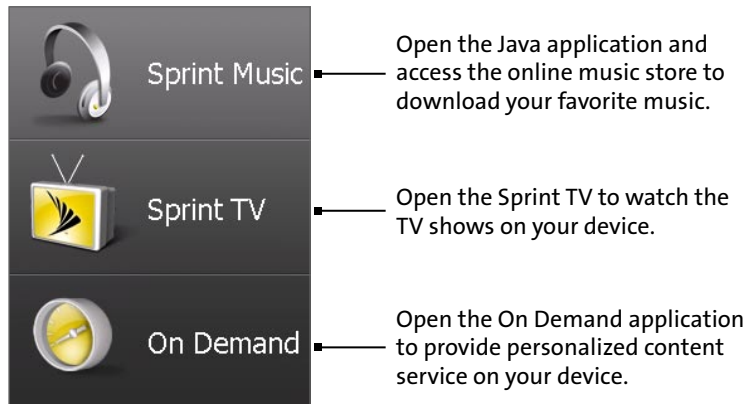 Sprint Music
Open the Java application and
access the online music store to
download your favorite music.
Sprint TV
Open the Sprint TV to watch the
TV shows on your device.
On Demand
Open the On Demand application
to provide personalized content
service on your device.